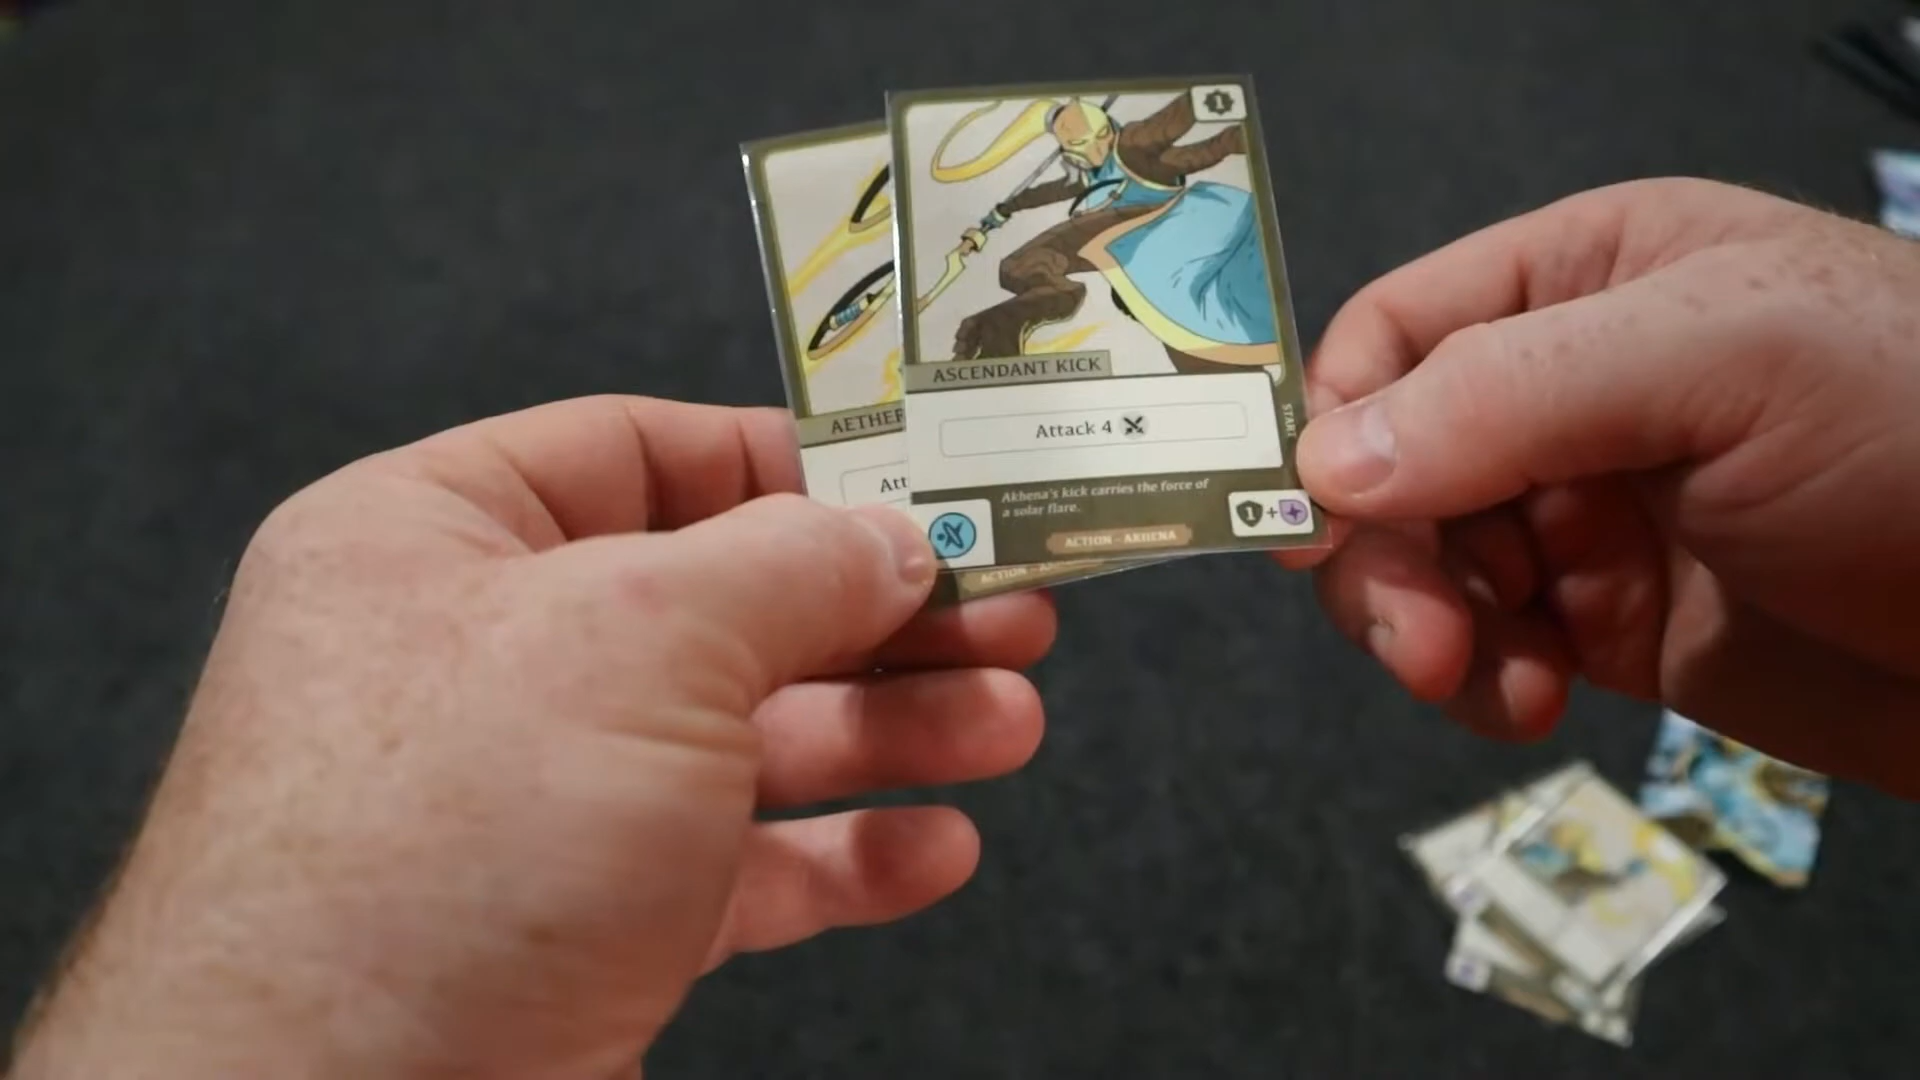 1
ASCENDANT KICK
Attack 4
START
Akhena's kick carries the force of
a solar flare.
1+
ACTION - AKHENA
AETHER
Att
ACTION -